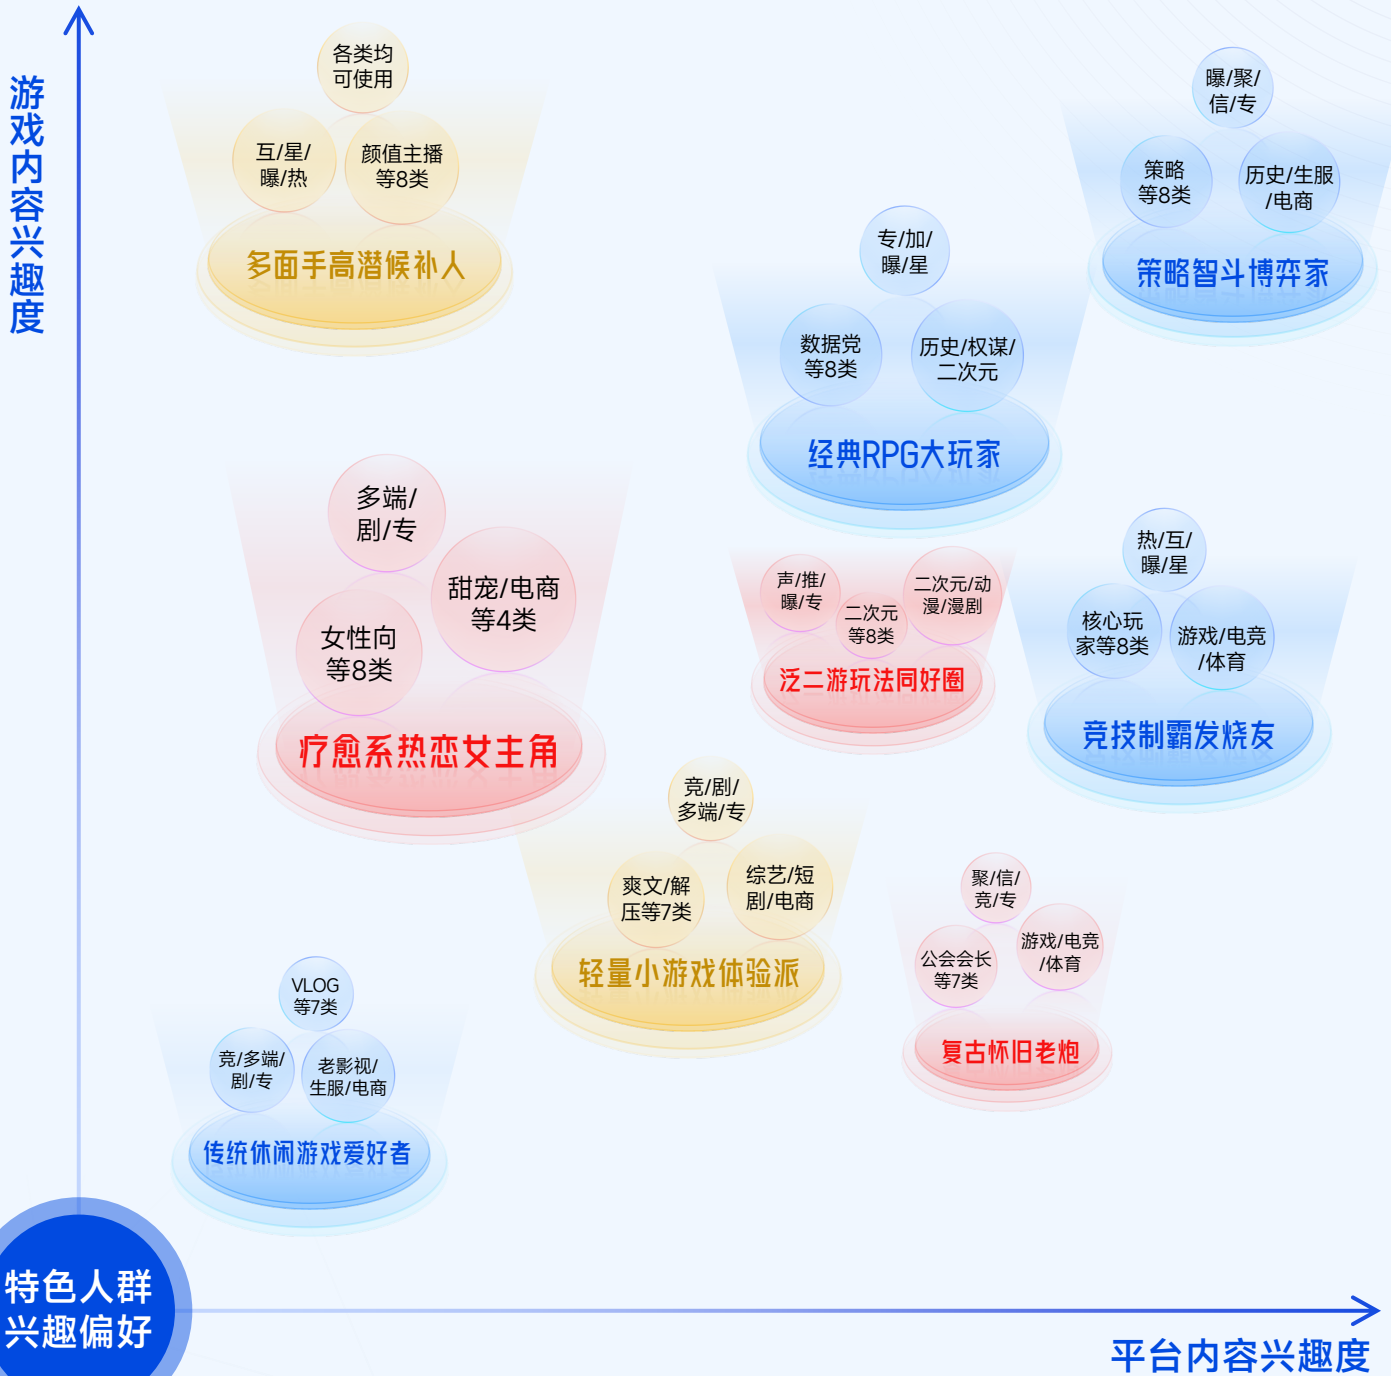 游戏内容兴趣度
各类均
可使用
互/星/
曝/热
颜值主播
等8类
多面手高潜候补人
曝/聚/
信/专
策略
等8类
历史/生服
/电商
策略智斗博弈家
专/加/
曝/星
数据党
等8类
历史/权谋/
二次元
经典RPG大玩家
多端/
剧/专
甜宠/电商
等4类
女性向
等8类
疗愈系热恋女主角
声/推/
曝/专
二次元
等8类
二次元/动
漫/漫剧
泛二游玩法同好圈
热/互/
曝/星
核心玩
家等8类
游戏/电竞
/体育
竞技制霸发烧友
竞/剧/
多端/专
爽文/解
压等7类
综艺/短
剧/电商
轻量小游戏体验派
聚/信/
竞/专
公会会长
等7类
游戏/电竞
/体育
复古怀旧老炮
VLOG
等7类
竞/多端/
剧/专
老影视/
生服/电商
传统休闲游戏爱好者
特色人群
兴趣偏好
平台内容兴趣度